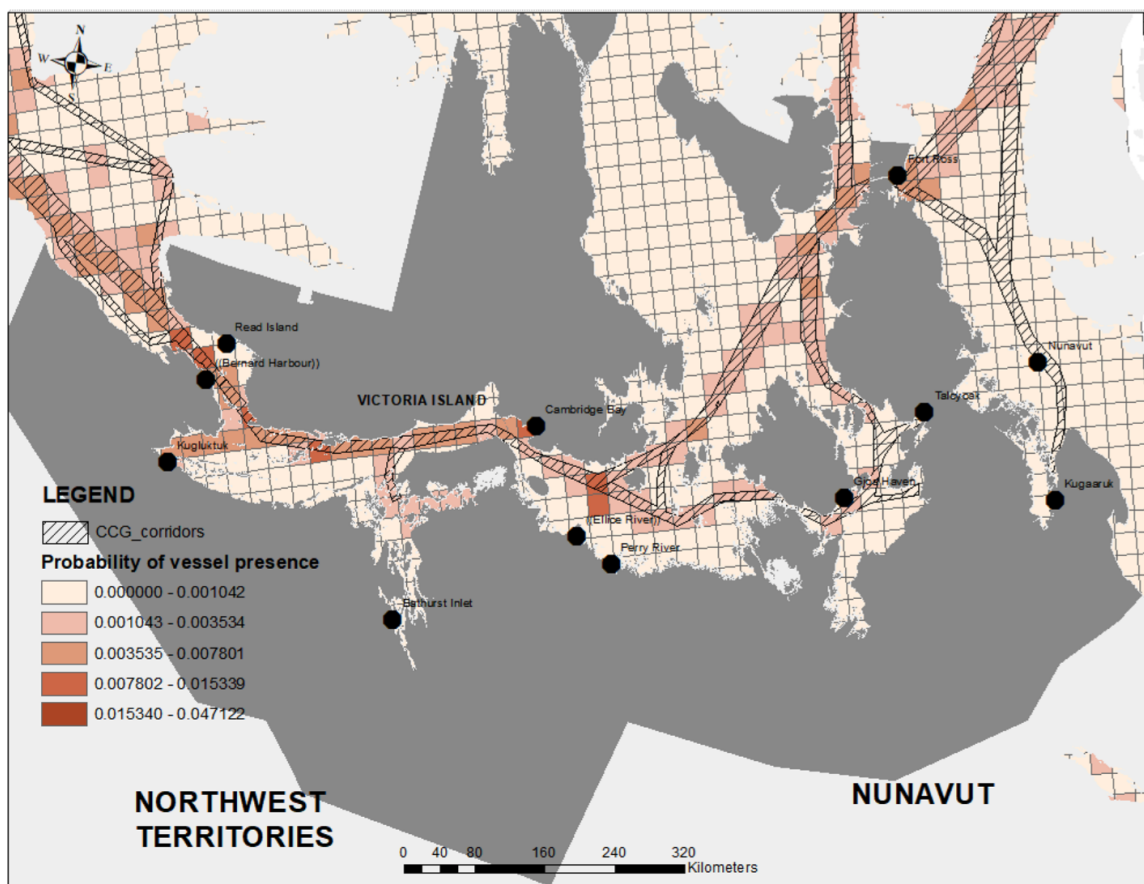 N
W E
S
Fort Ross
Read Island
((Bernard Harbour))
Nunavut
VICTORIA ISLAND
Cambridge Bay
Taloyoak
Kugluktuk
Gjoa Haven
Kugaaruk
LEGEND
CCG_corridors
((Ellice River))
Perry River
Probability of vessel presence
0.000000 - 0.001042
Bathurst Inlet
0.001043 - 0.003534
0.003535 - 0.007801
0.007802 - 0.015339
0.015340 - 0.047122
NORTHWEST
TERRITORIES
NUNAVUT
0 40 80 160 240 320
Kilometers